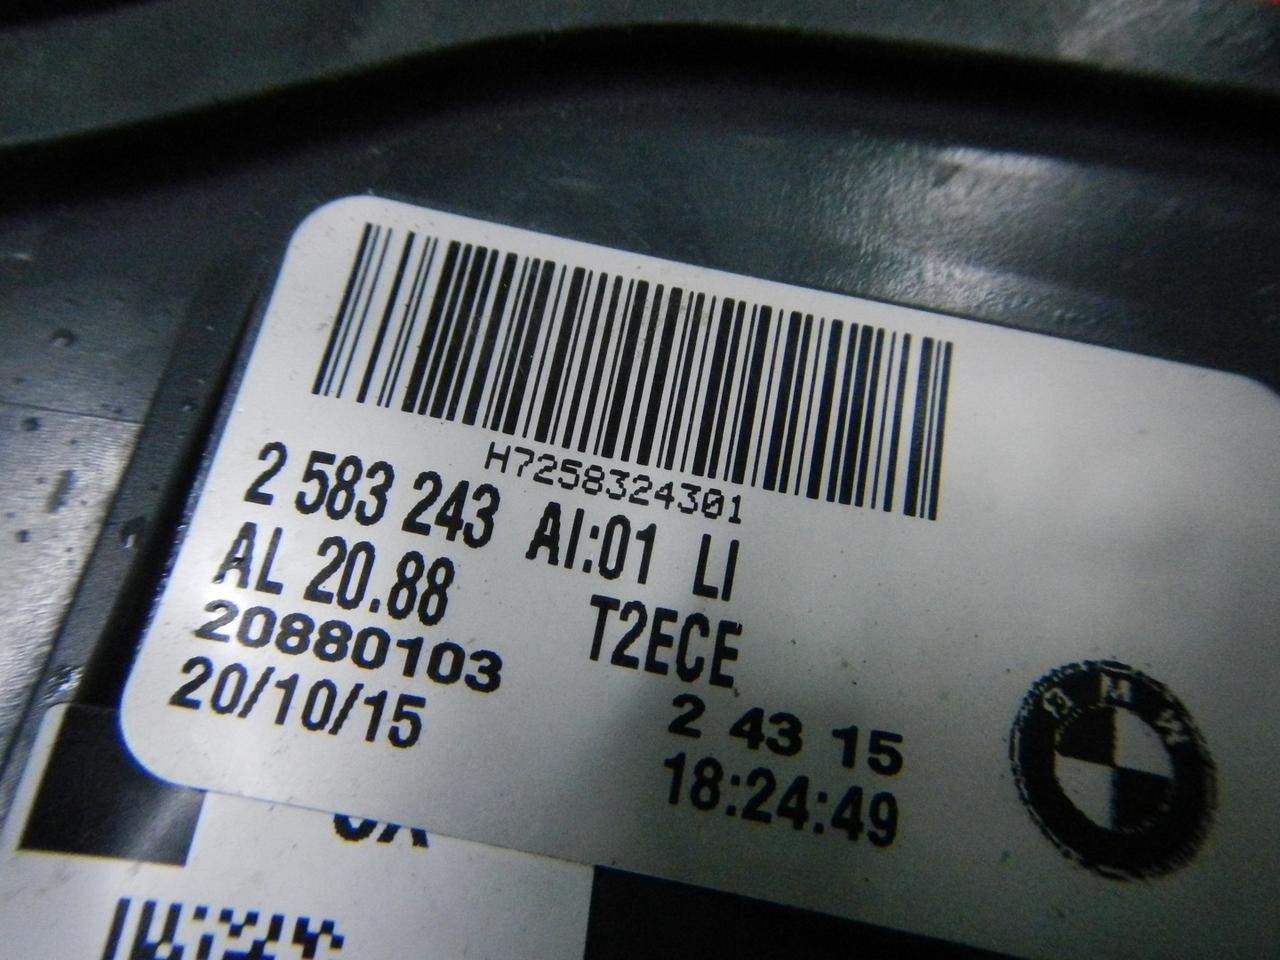 H7258324301
2 583 243 AI:01 LI
AL 20.88 T2ECE
20880103 2 43 15
20/10/15 18:24:49
BMW